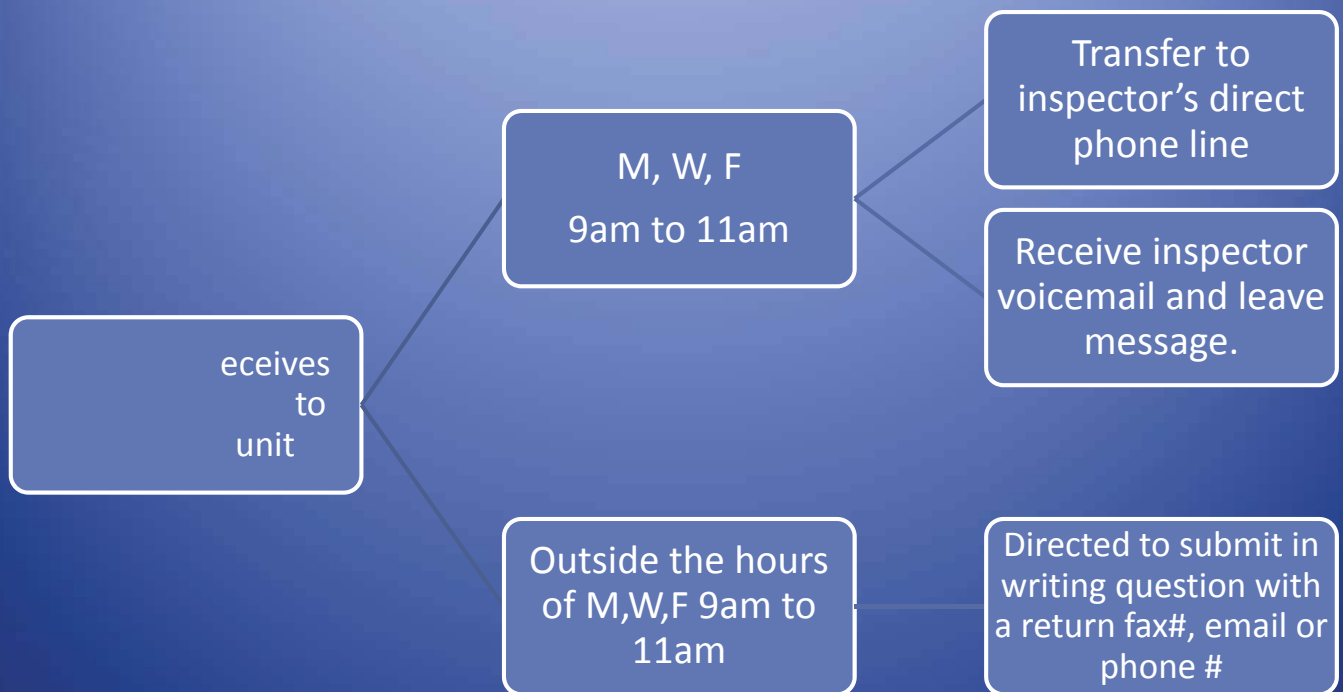 eceives
to
unit
M, W, F
9am to 11am
Transfer to
inspector’s direct
phone line
Receive inspector
voicemail and leave
message.
Outside the hours
of M,W,F 9am to
11am
Directed to submit in
writing question with
a return fax#, email or
phone #